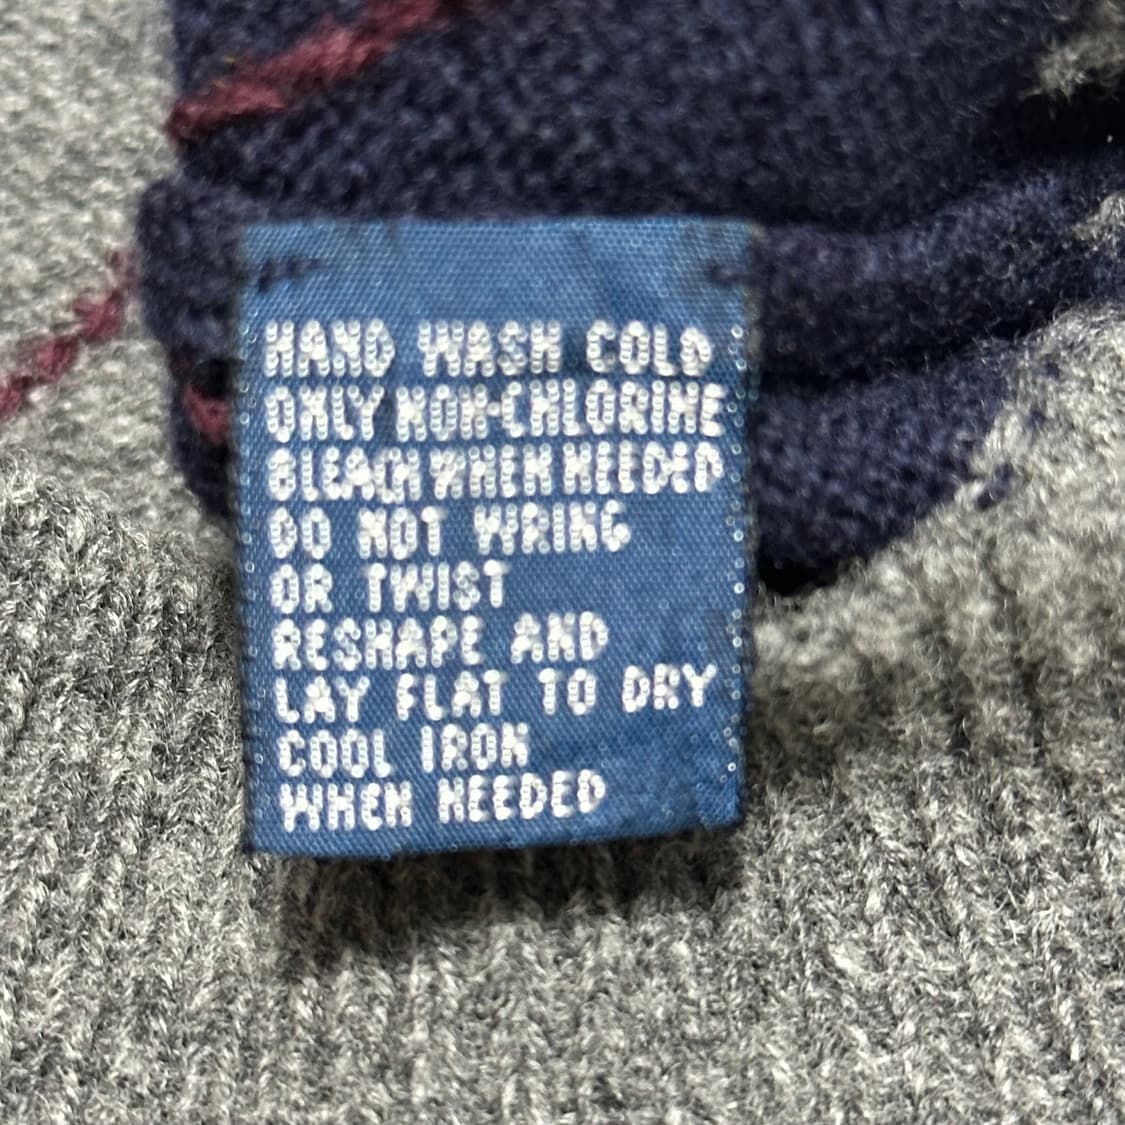 HAND WASH COLD
ONLY NON-CHLORINE
BLEACH WHEN NEEDED
DO NOT WRING
OR TWIST
RESHAPE AND
LAY FLAT TO DRY
COOL IRON
WHEN NEEDED